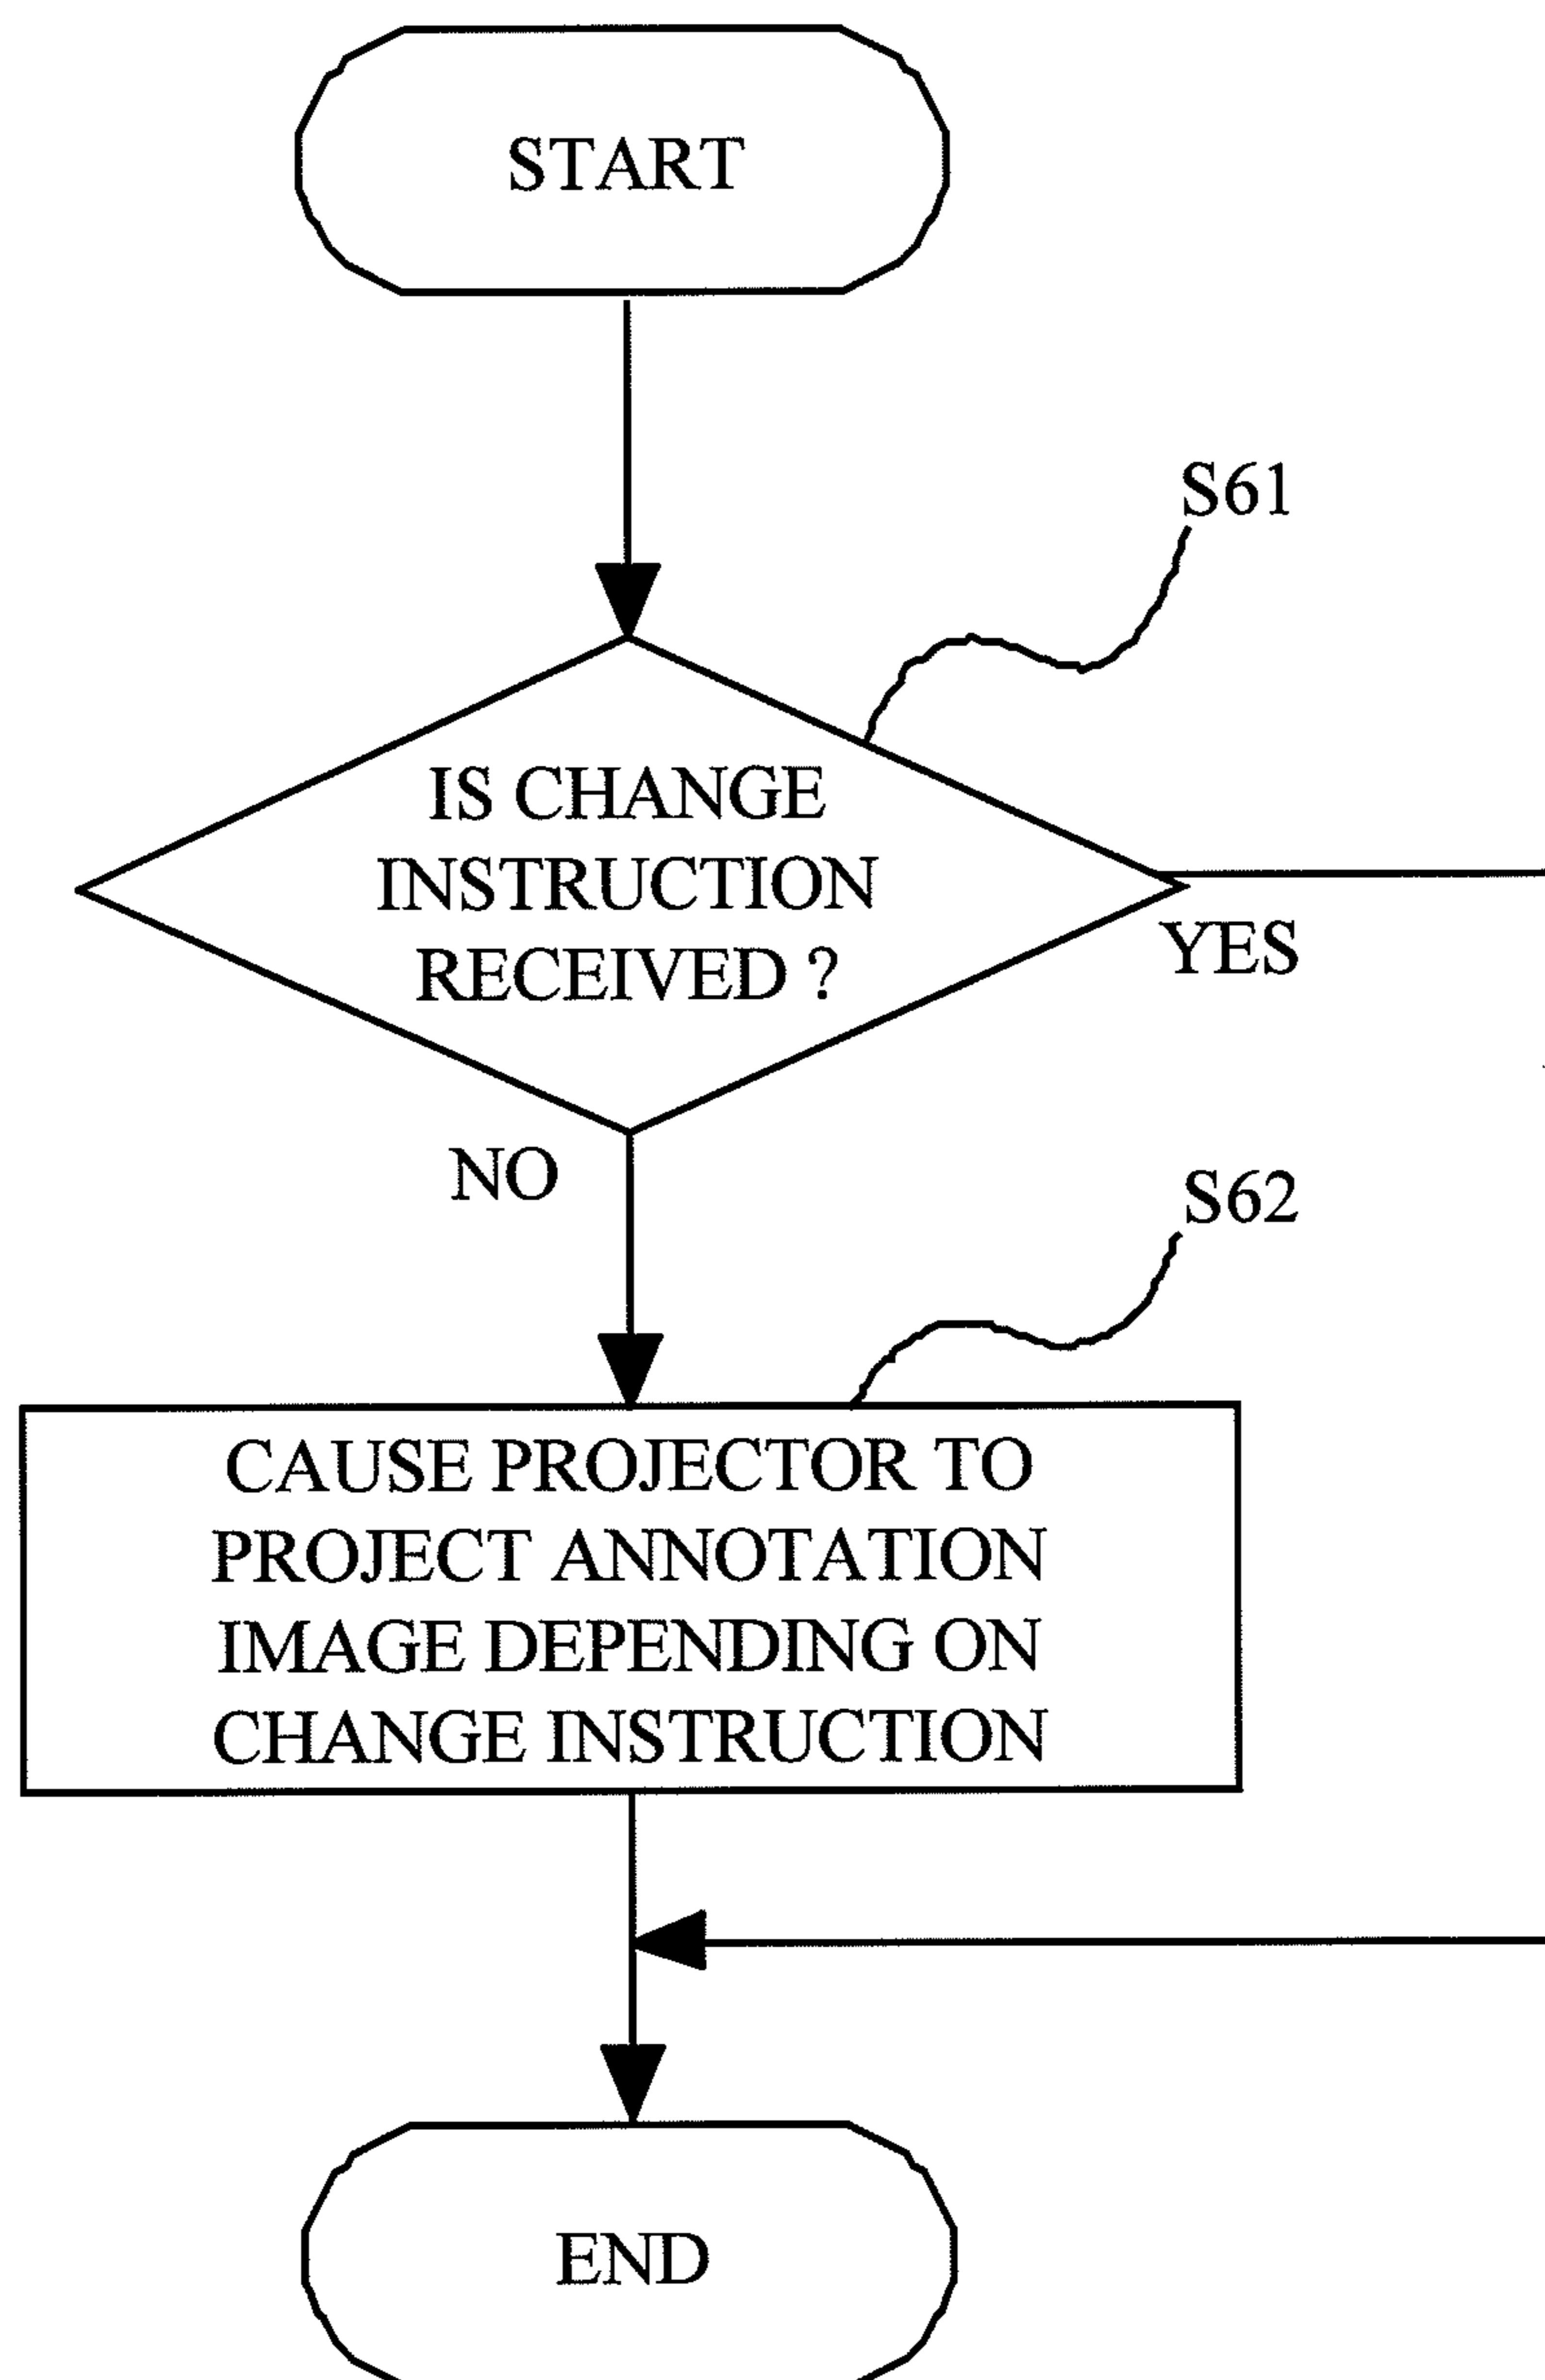 START
S61
IS CHANGE
INSTRUCTION
RECEIVED ?
YES
NO
S62
CAUSE PROJECTOR TO
PROJECT ANNOTATION
IMAGE DEPENDING ON
CHANGE INSTRUCTION
END